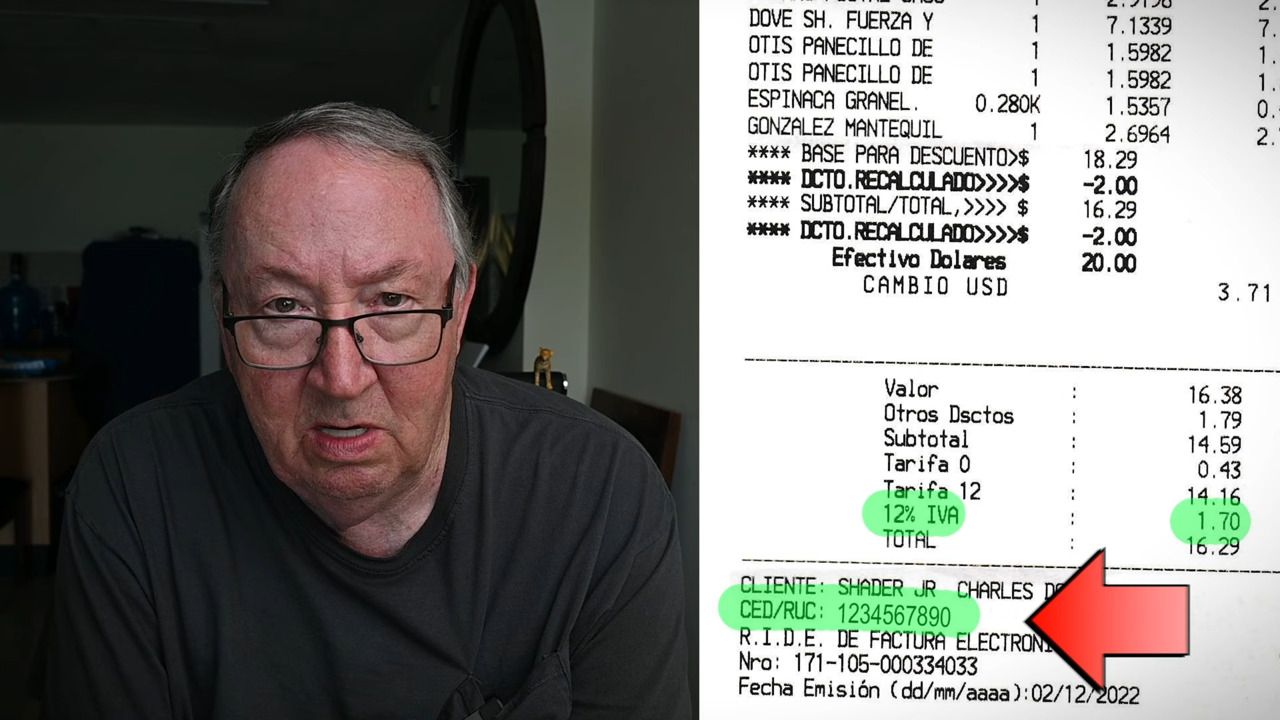 DOVE SH. FUERZA Y 1 7.1339 7.
OTIS PANECILLO DE 1 1.5982 1.
OTIS PANECILLO DE 1 1.5982 1.
ESPINACA GRANEL. 0.280K 1.5357 0.
GONZALEZ MANTEQUIL 1 2.6964 2.
**** BASE PARA DESCUENTO>$ 18.29
**** DCTO.RECALCULADO>>>>$ -2.00
**** SUBTOTAL/TOTAL,>>>> $ 16.29
**** DCTO.RECALCULADO>>>>$ -2.00
Efectivo Dolares 20.00
CAMBIO USD 3.71
Valor : 16.38
Otros Dsctos : 1.79
Subtotal : 14.59
Tarifa 0 : 0.43
Tarifa 12 : 14.16
12% IVA : 1.70
TOTAL : 16.29
CLIENTE: SHADER JR CHARLES
CED/RUC: 1234567890
R.I.D.E. DE FACTURA
Nro: 171-105-000334033
Fecha Emisión (dd/mm/aaaa):02/12/2022